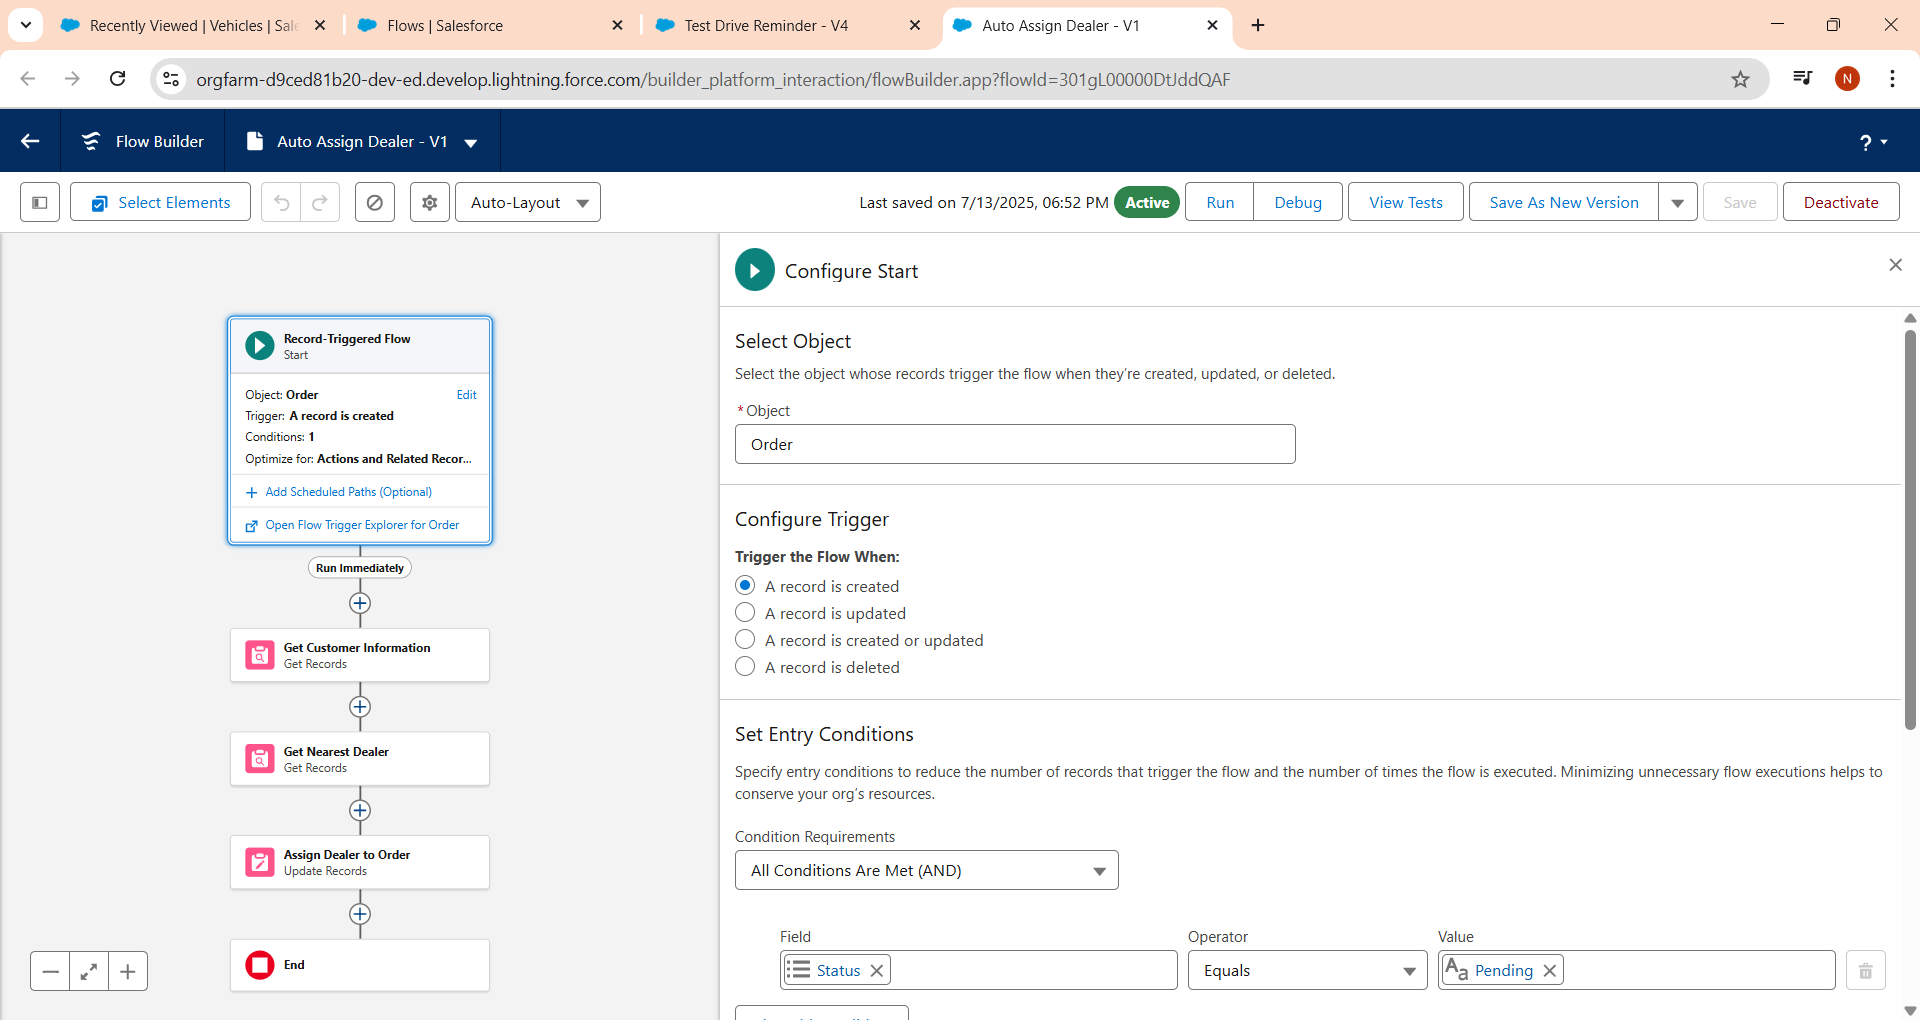 Recently Viewed | Vehicles | Sale
Flows | Salesforce
Test Drive Reminder - V4
Auto Assign Dealer - V1
orgfarm-d9ced81b20-dev-ed.develop.lightning.force.com/builder_platform_interaction/flowBuilder.app?flowId=301gL00000DtJddQAF
N
Flow Builder
Auto Assign Dealer - V1
?
Select Elements
Auto-Layout
Last saved on 7/13/2025, 06:52 PM
Active
Run
Debug
View Tests
Save As New Version
Save
Deactivate
Record-Triggered Flow
Start
Object: Order
Edit
Trigger: A record is created
Conditions: 1
Optimize for: Actions and Related Recor...
Add Scheduled Paths (Optional)
Open Flow Trigger Explorer for Order
Run Immediately
Get Customer Information
Get Records
Get Nearest Dealer
Get Records
Assign Dealer to Order
Update Records
End
Configure Start
Select Object
Select the object whose records trigger the flow when they're created, updated, or deleted.
*Object
Order
Configure Trigger
Trigger the Flow When:
A record is created
A record is updated
A record is created or updated
A record is deleted
Set Entry Conditions
Specify entry conditions to reduce the number of records that trigger the flow and the number of times the flow is executed. Minimizing unnecessary flow executions helps to
conserve your org's resources.
Condition Requirements
All Conditions Are Met (AND)
Field
Operator
Value
Status
Equals
Aa Pending